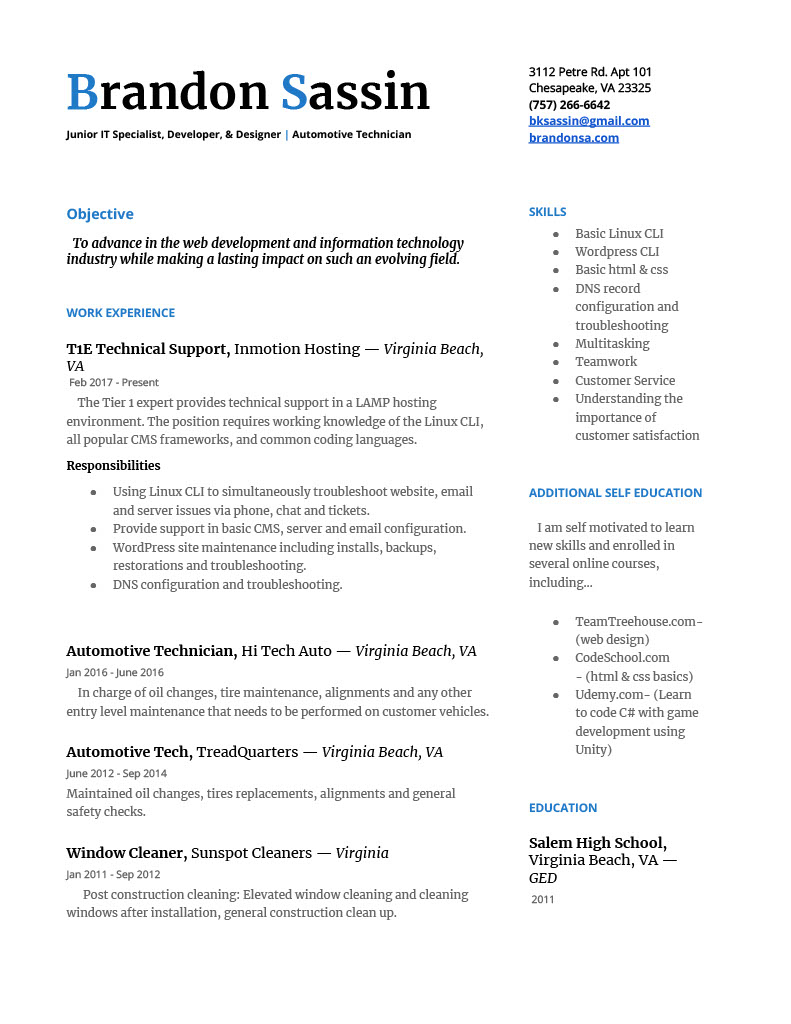 Brandon Sassin
Junior IT Specialist, Developer, & Designer | Automotive Technician
3112 Petre Rd. Apt 101
Chesapeake, VA 23325
(757) 266-6642
bksassin@gmail.com
brandonsa.com
Objective
To advance in the web development and information technology
industry while making a lasting impact on such an evolving field.
WORK EXPERIENCE
T1E Technical Support, Inmotion Hosting — Virginia Beach,
VA
Feb 2017 - Present
The Tier 1 expert provides technical support in a LAMP hosting
environment. The position requires working knowledge of the Linux CLI,
all popular CMS frameworks, and common coding languages.
Responsibilities
● Using Linux CLI to simultaneously troubleshoot website, email
and server issues via phone, chat and tickets.
● Provide support in basic CMS, server and email configuration.
● WordPress site maintenance including installs, backups,
restorations and troubleshooting.
● DNS configuration and troubleshooting.
Automotive Technician, Hi Tech Auto — Virginia Beach, VA
Jan 2016 - June 2016
In charge of oil changes, tire maintenance, alignments and any other
entry level maintenance that needs to be performed on customer vehicles.
Automotive Tech, TreadQuarters — Virginia Beach, VA
June 2012 - Sep 2014
Maintained oil changes, tires replacements, alignments and general
safety checks.
Window Cleaner, Sunspot Cleaners — Virginia
Jan 2011 - Sep 2012
Post construction cleaning: Elevated window cleaning and cleaning
windows after installation, general construction clean up.
SKILLS
● Basic Linux CLI
● Wordpress CLI
● Basic html & css
● DNS record
configuration and
troubleshooting
● Multitasking
● Teamwork
● Customer Service
● Understanding the
importance of
customer satisfaction
ADDITIONAL SELF EDUCATION
I am self motivated to learn
new skills and enrolled in
several online courses,
including...
● TeamTreehouse.com-
(web design)
● CodeSchool.com
- (html & css basics)
● Udemy.com- (Learn
to code C# with game
development using
Unity)
EDUCATION
Salem High School,
Virginia Beach, VA —
GED
2011